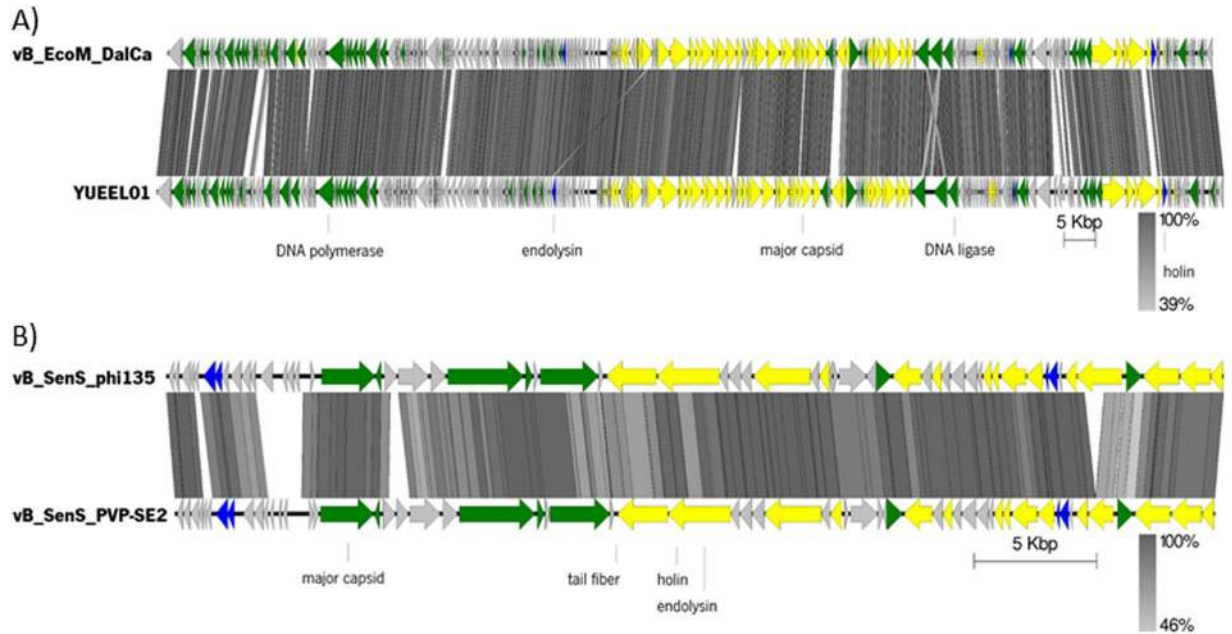 A)
vB_EcoM_DalCa
YUEEL01
DNA polymerase
endolysin
major capsid
DNA ligase
5 Kbp
100%
holin
39%
B)
vB_SenS_phi135
vB_SenS_PVP-SE2
major capsid
tail fiber
holin
endolysin
5 Kbp
100%
46%